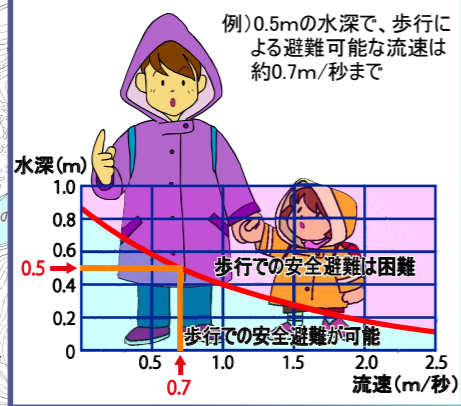 例)0.5mの水深で、歩行に
よる避難可能な流速は
約0.7m/秒まで
水深(m)
1.0
0.8
0.6
0.5
0.4
0.2
0
歩行での安全避難は困難
歩行での安全避難が可能
0.5
0.7
1.0
1.5
2.0
2.5
流速(m/秒)